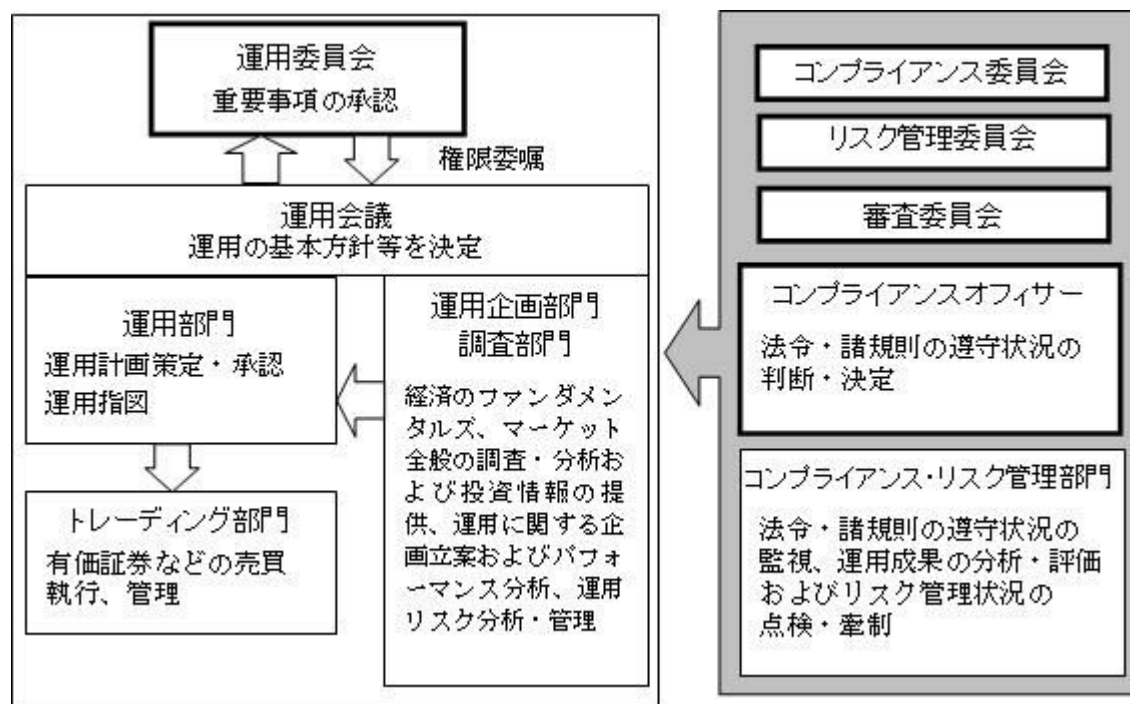 運用委員会
重要事項の承認
権限委嘱
運用会議
運用の基本方針等を決定
運用部門
運用計画策定・承認
運用指図
トレーディング部門
有価証券などの売買
執行、管理
運用企画部門
調査部門
経済のファンダメン
タルズ、マーケット
全般の調査・分析お
よび投資情報の提
供、運用に関する企
画立案およびパフォ
ーマンス分析、運用
リスク分析・管理
コンプライアンス委員会
リスク管理委員会
審査委員会
コンプライアンスオフィサー
法令・諸規則の遵守状況の
判断・決定
コンプライアンス・リスク管理部門
法令・諸規則の遵守状況の
監視、運用成果の分析・評価
およびリスク管理状況の
点検・牽制